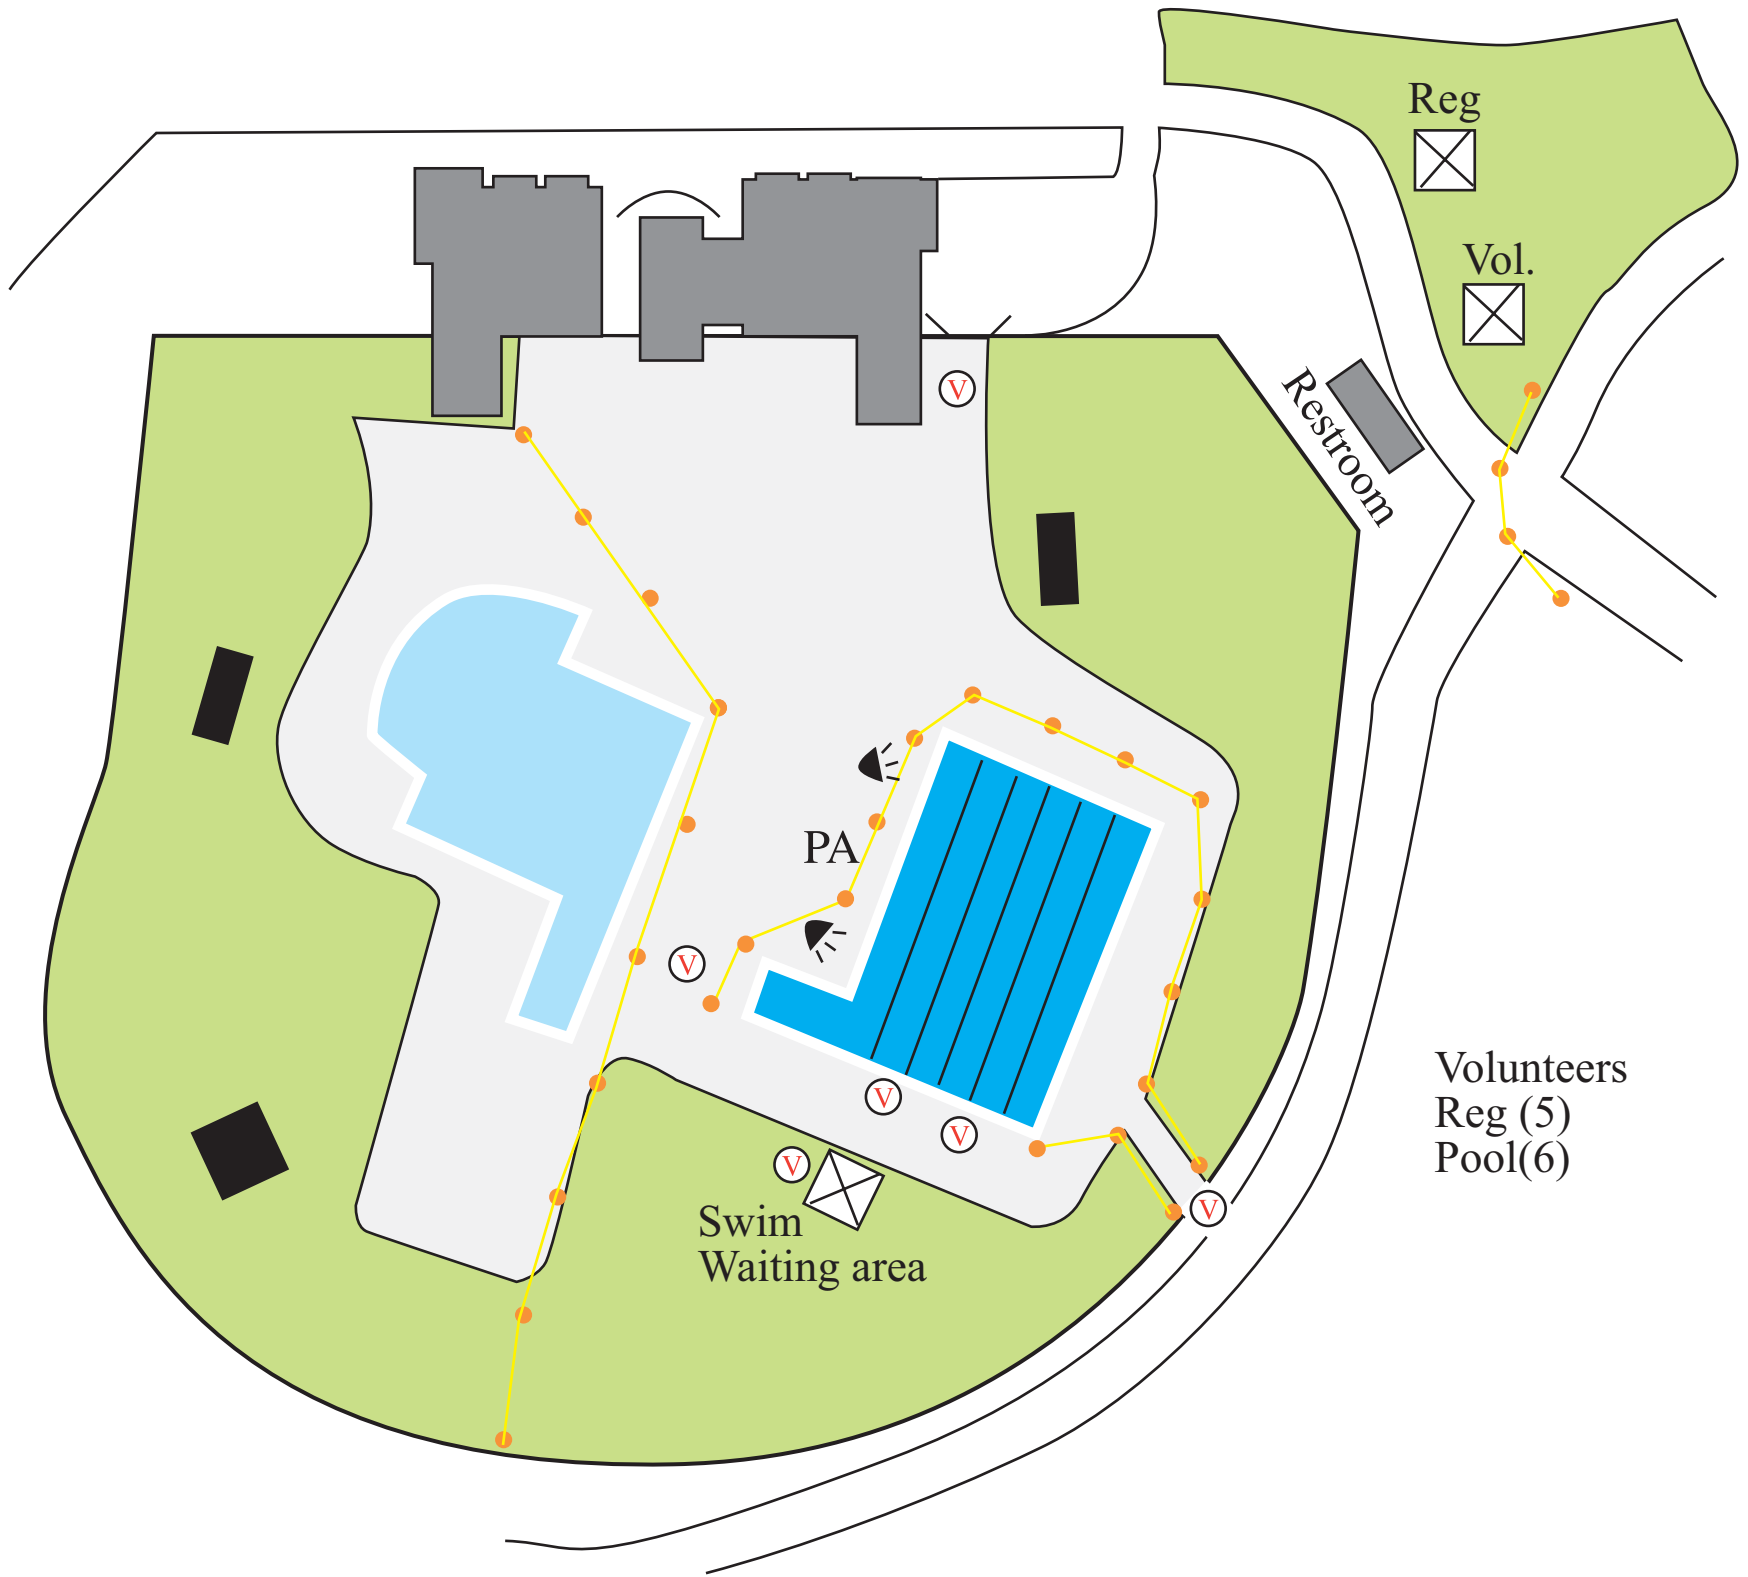 Reg
Vol.
Restroom
V
PA
V
V
V
V
V
Swim
Waiting area
Volunteers
Reg (5)
Pool(6)